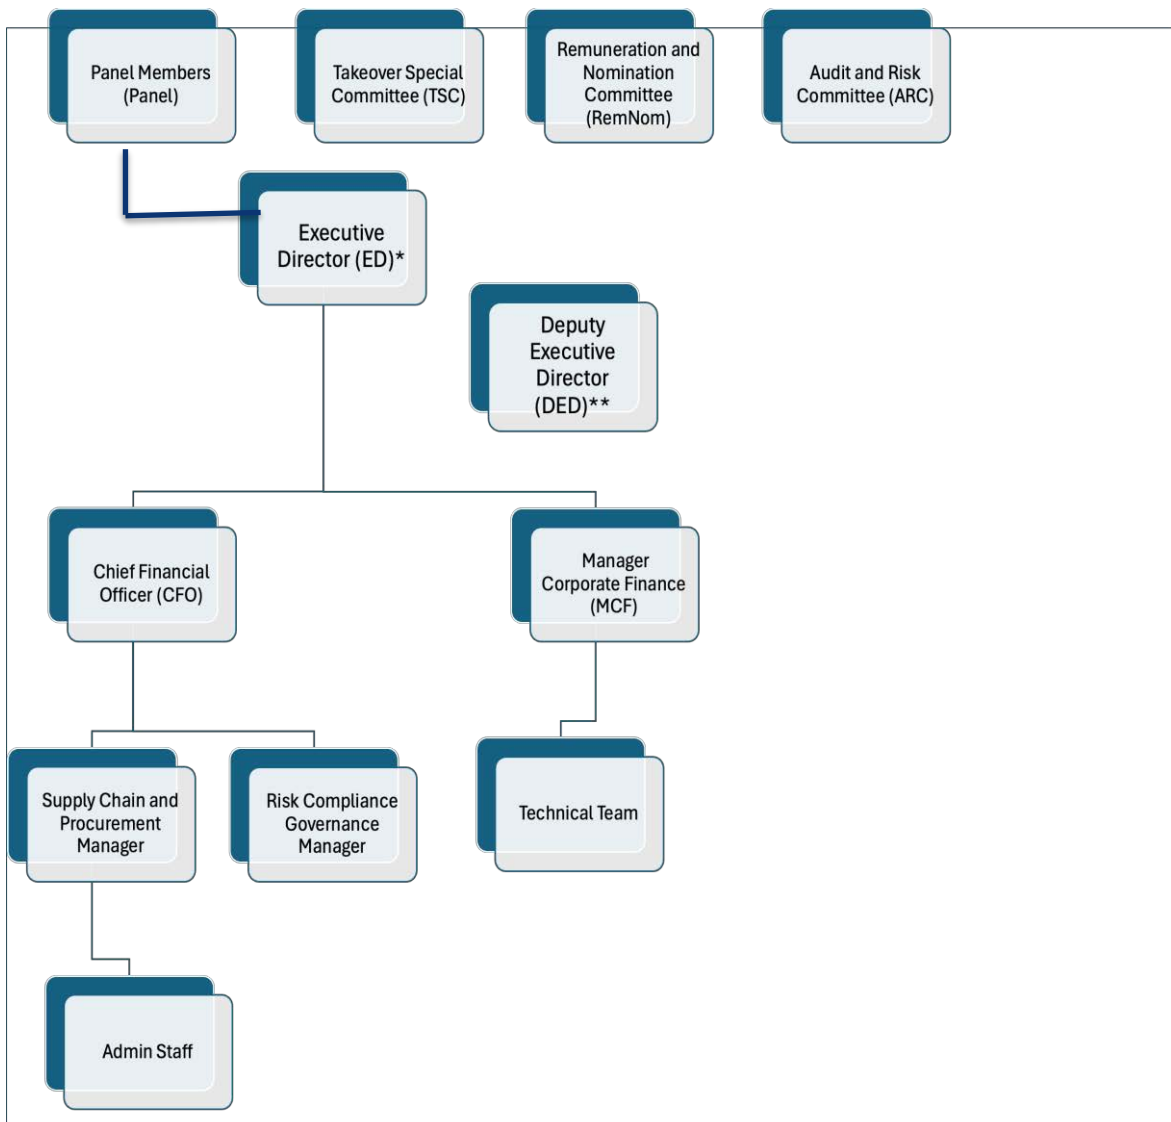 Panel Members
(Panel)
Takeover Special
Committee (TSC)
Remuneration and
Nomination
Committee
(RemNom)
Audit and Risk
Committee (ARC)
Executive
Director (ED)*
Deputy
Executive
Director
(DED)**
Chief Financial
Officer (CFO)
Manager
Corporate Finance
(MCF)
Supply Chain and
Procurement
Manager
Risk Compliance
Governance
Manager
Technical Team
Admin Staff